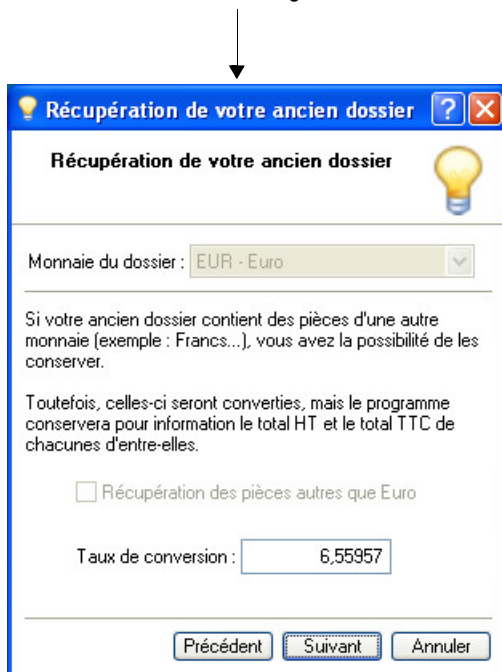 Récupération de votre ancien dossier
Récupération de votre ancien dossier
Monnaie du dossier : EUR - Euro
Si votre ancien dossier contient des pièces d'une autre
monnaie (exemple : Francs...), vous avez la possibilité de les
conserver.
Toutefois, celles-ci seront converties, mais le programme
conservera pour information le total HT et le total TTC de
chacunes d'entre-elles.
Récupération des pièces autres que Euro
Taux de conversion : 6,55957
Précédent Suivant Annuler